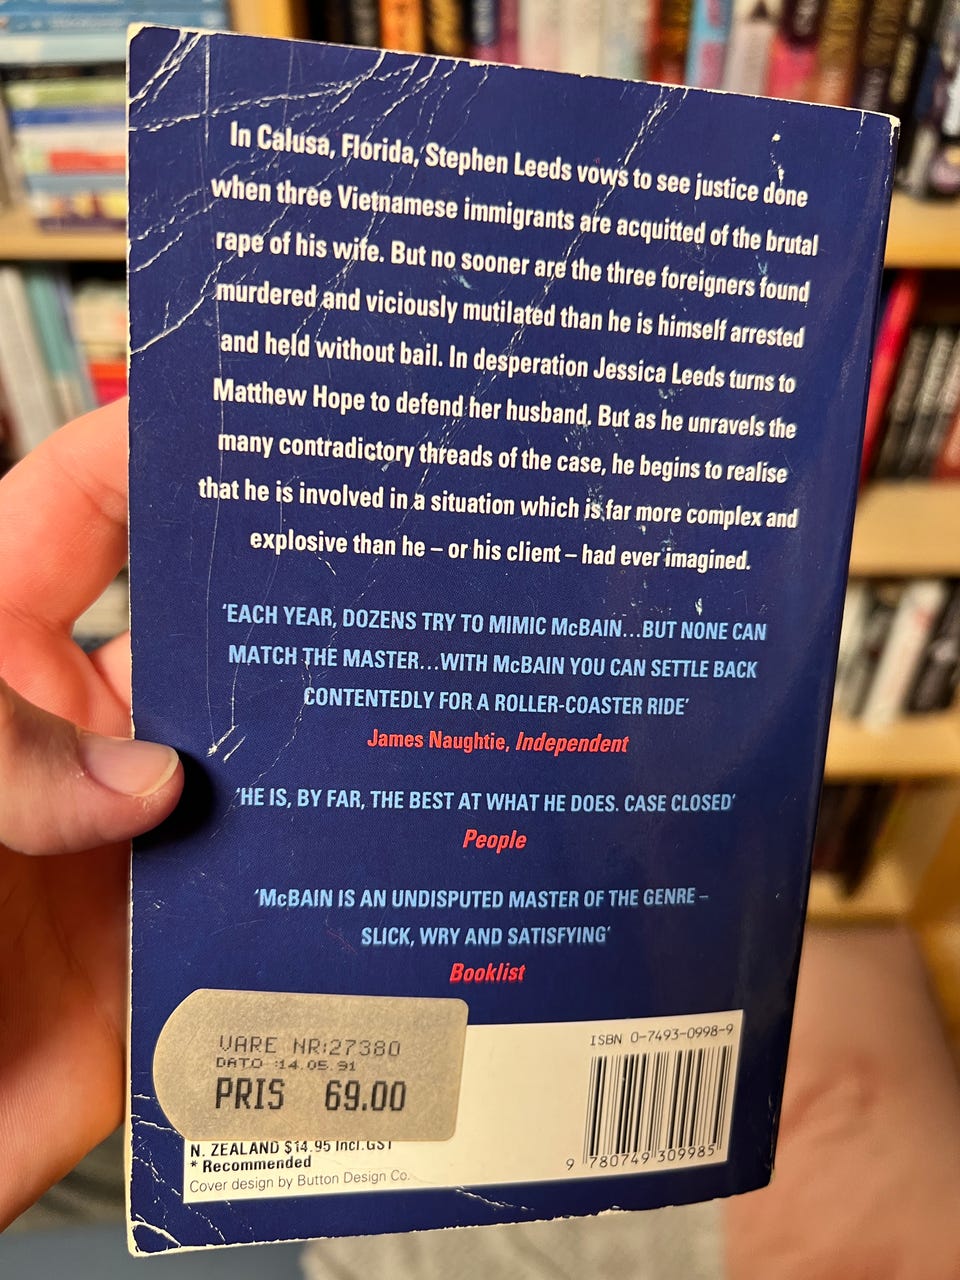 In Calusa, Florida, Stephen Leeds vows to see justice done
when three Vietnamese immigrants are acquitted of the brutal
rape of his wife. But no sooner are the three foreigners found
murdered and viciously mutilated than he is himself arrested
and held without bail. In desperation Jessica Leeds turns to
Matthew Hope to defend her husband. But as he unravels the
many contradictory threads of the case, he begins to realise
that he is involved in a situation which is far more complex and
explosive than he – or his client – had ever imagined.
‘EACH YEAR, DOZENS TRY TO MIMIC McBAIN...BUT NONE CAN
MATCH THE MASTER...WITH McBAIN YOU CAN SETTLE BACK
CONTENTEDLY FOR A ROLLER-COASTER RIDE’
James Naughtie, Independent
‘HE IS, BY FAR, THE BEST AT WHAT HE DOES. CASE CLOSED’
People
‘McBAIN IS AN UNDISPUTED MASTER OF THE GENRE –
SLICK, WRY AND SATISFYING’
Booklist
VARE NR:27380
DATO :14.05.91
PRIS 69.00
N. ZEALAND $14.95 incl.GST
* Recommended
Cover design by Button Design Co.
ISBN 0-7493-0998-9
9 780749 309985